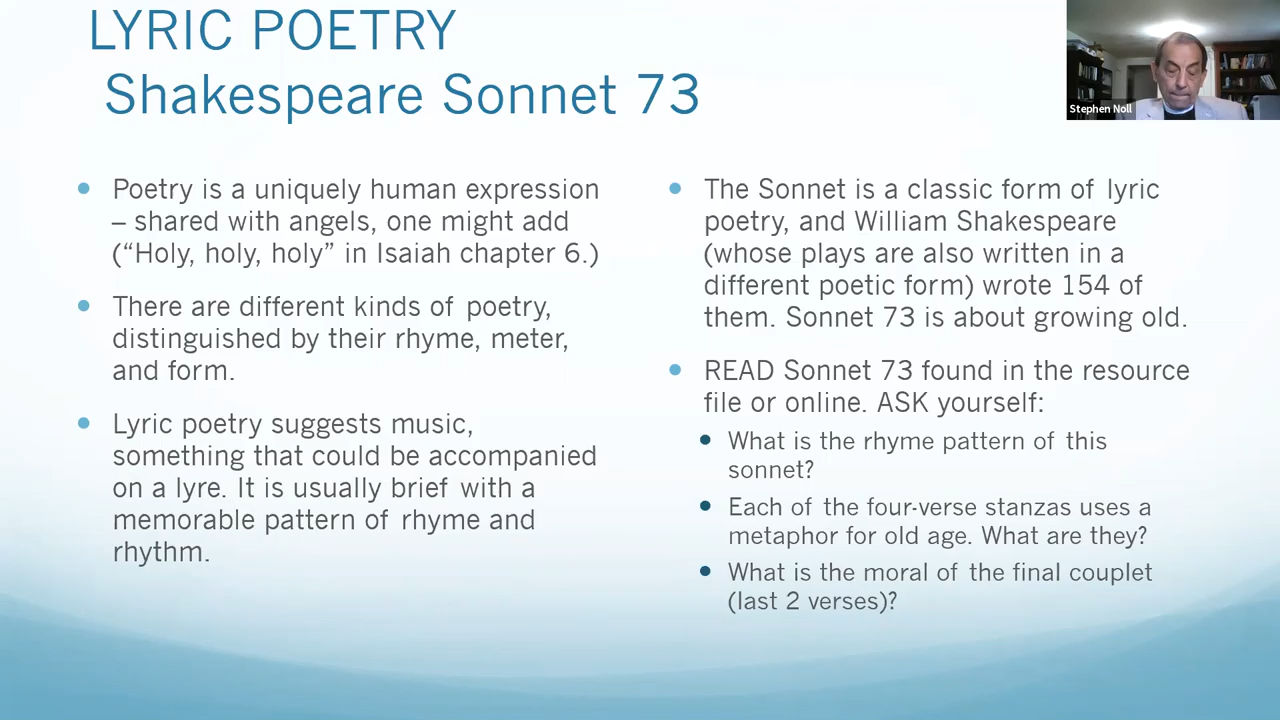 LYRIC POETRY
Shakespeare Sonnet 73
Stephen Noll
Poetry is a uniquely human expression
– shared with angels, one might add
(“Holy, holy, holy” in Isaiah chapter 6.)
There are different kinds of poetry,
distinguished by their rhyme, meter,
and form.
Lyric poetry suggests music,
something that could be accompanied
on a lyre. It is usually brief with a
memorable pattern of rhyme and
rhythm.
The Sonnet is a classic form of lyric
poetry, and William Shakespeare
(whose plays are also written in a
different poetic form) wrote 154 of
them. Sonnet 73 is about growing old.
READ Sonnet 73 found in the resource
file or online. ASK yourself:
What is the rhyme pattern of this
sonnet?
Each of the four-verse stanzas uses a
metaphor for old age. What are they?
What is the moral of the final couplet
(last 2 verses)?